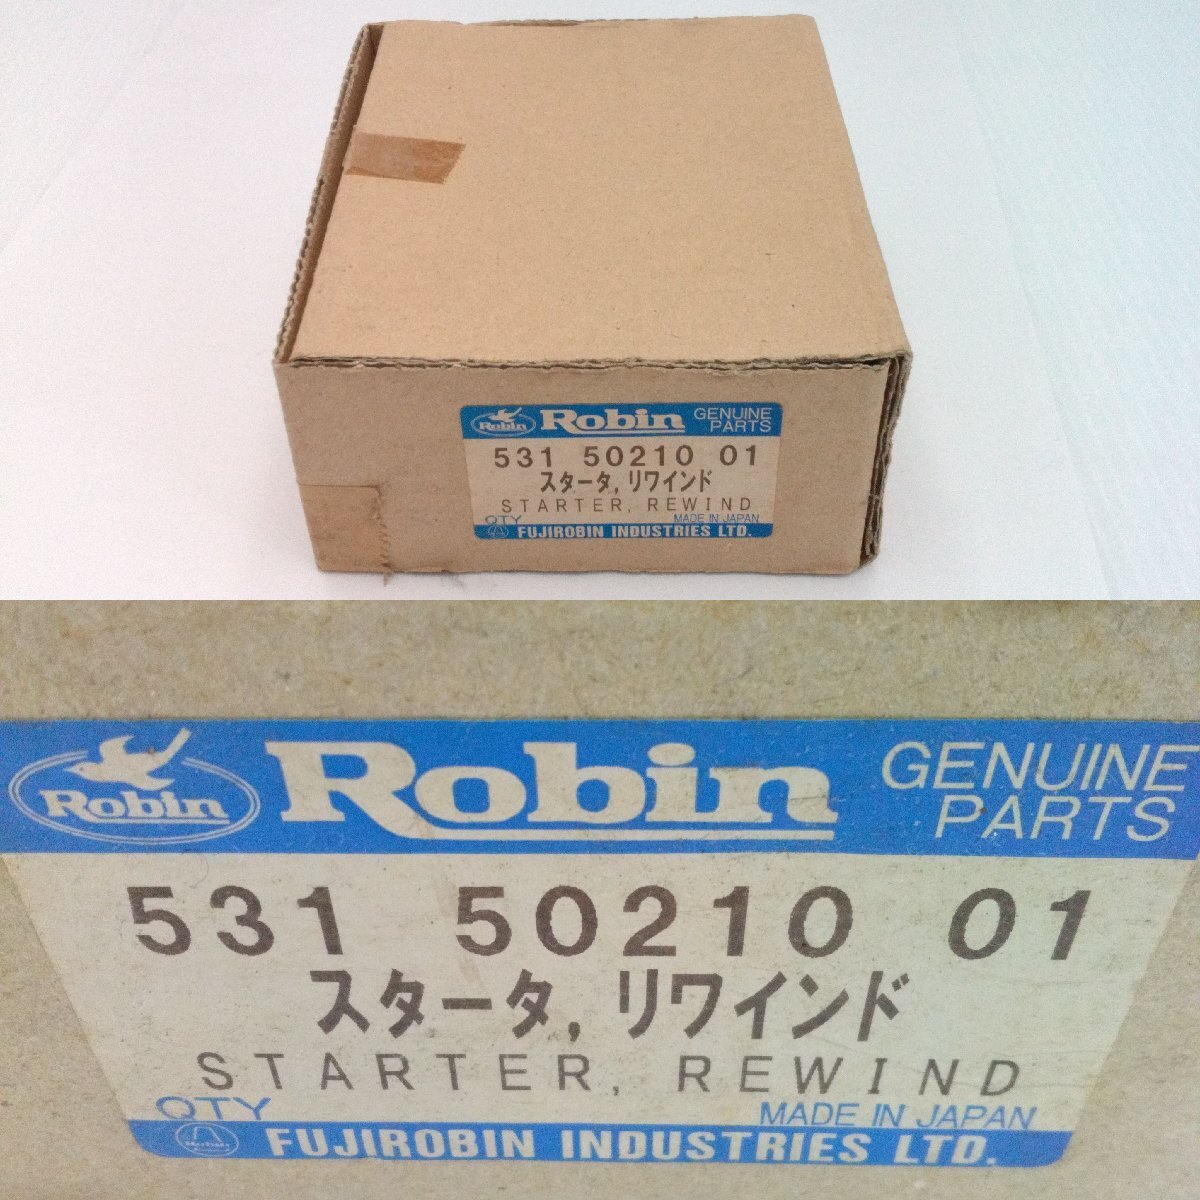 Robin
Robin
GENUINE
PARTS
531 50210 01
スタータ, リワインド
STARTER, REWIND
QTY
MADE IN JAPAN
FUJIROBIN INDUSTRIES LTD.
Robin
Robin
GENUINE
PARTS
531 50210 01
スタータ, リワインド
STARTER, REWIND
QTY
MADE IN JAPAN
FUJIROBIN INDUSTRIES LTD.